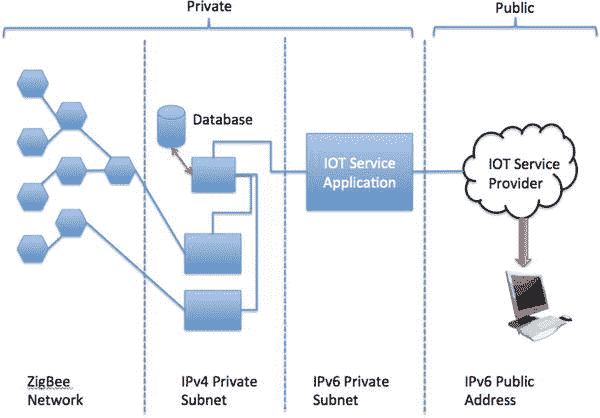 Private
Public
Database
IOT Service
Application
IOT Service
Provider
ZigBee
Network
IPv4 Private
Subnet
IPv6 Private
Subnet
IPv6 Public
Address